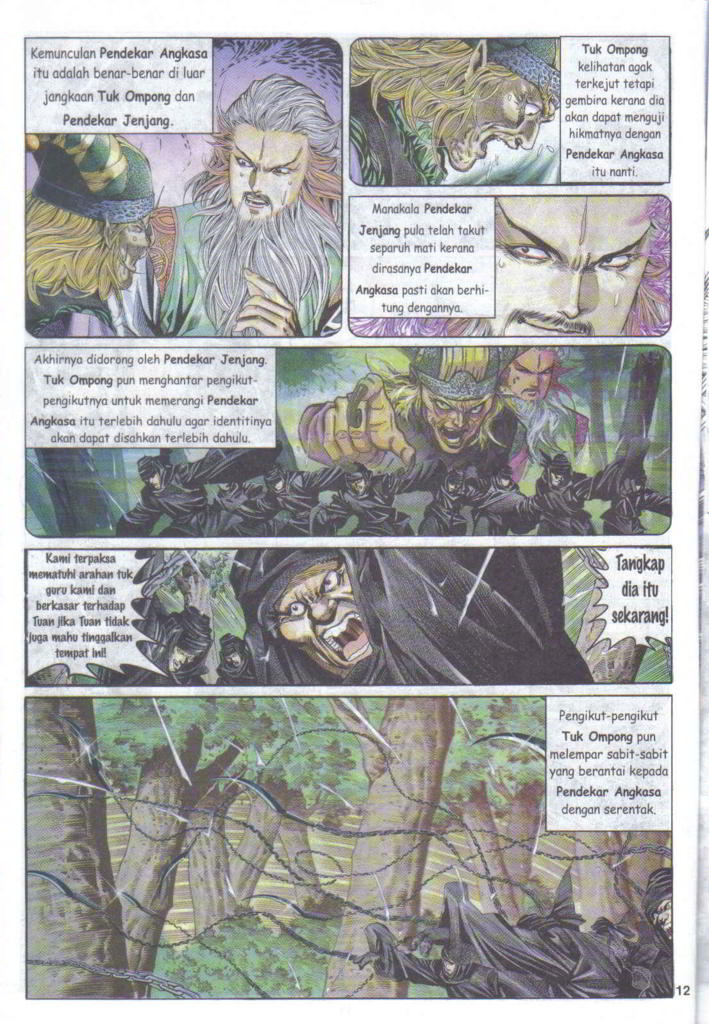 Kemunculan Pendekar Angkasa
itu adalah benar-benar di luar
jangkaan Tuk Ompong dan
Pendekar Jenjang.
Tuk Ompong
kelihatan agak
terkejut tetapi
gembira kerana dia
akan dapat menguji
hikmatnya dengan
Pendekar Angkasa
itu nanti.
Manakala Pendekar
Jenjang pula telah takut
separuh mati kerana
dirasanya Pendekar
Angkasa pasti akan berhi-
tung dengannya.
Akhirnya didorong oleh Pendekar Jenjang.
Tuk Ompong pun menghantar pengikut-
pengikutnya untuk memerangi Pendekar
Angkasa itu terlebih dahulu agar identitinya
akan dapat disahkan terlebih dahulu.
Kami terpaksa
mematuhi arahan tuk
guru kami dan
berkasar terhadap
Tuan jika Tuan tidak
juga mahu tinggalkan
tempat ini!
Tangkap
dia itu
sekarang!
Pengikut-pengikut
Tuk Ompong pun
melempar sabit-sabit
yang berantai kepada
Pendekar Angkasa
dengan serentak.
12